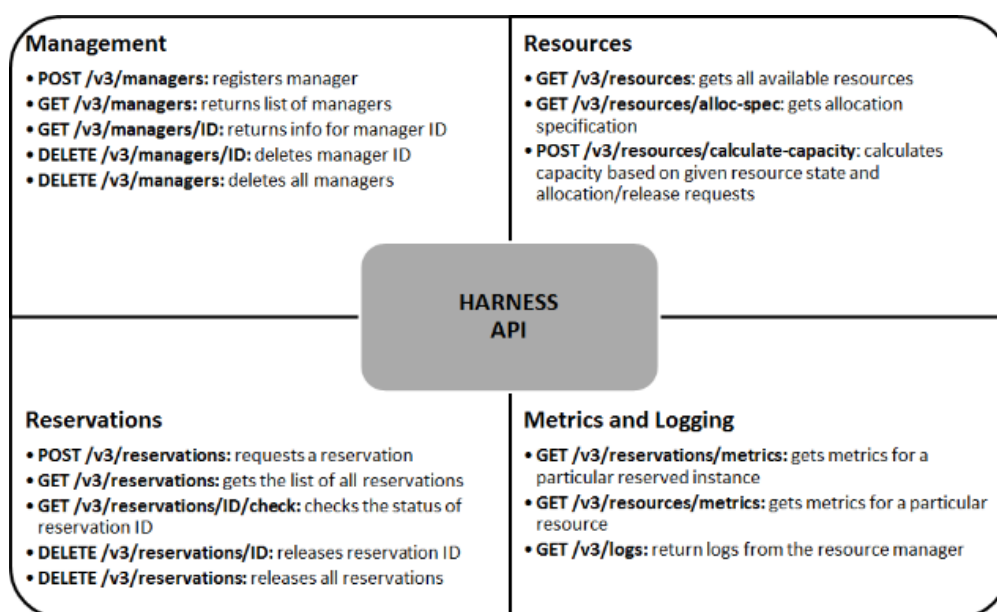 Management
• POST /v3/managers: registers manager
• GET /v3/managers: returns list of managers
• GET /v3/managers/ID: returns info for manager ID
• DELETE /v3/managers/ID: deletes manager ID
• DELETE /v3/managers: deletes all managers
Resources
• GET /v3/resources: gets all available resources
• GET /v3/resources/alloc-spec: gets allocation
specification
• POST /v3/resources/calculate-capacity: calculates
capacity based on given resource state and
allocation/release requests
HARNESS
API
Reservations
• POST /v3/reservations: requests a reservation
• GET /v3/reservations: gets the list of all reservations
• GET /v3/reservations/ID/check: checks the status of
reservation ID
• DELETE /v3/reservations/ID: releases reservation ID
• DELETE /v3/reservations: releases all reservations
Metrics and Logging
• GET /v3/reservations/metrics: gets metrics for a
particular reserved instance
• GET /v3/resources/metrics: gets metrics for a particular
resource
• GET /v3/logs: return logs from the resource manager